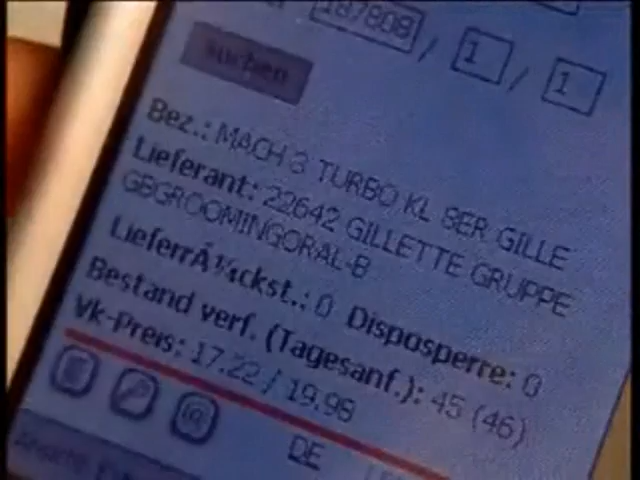 187808 / 1 / 1
Suchen
Bez.: MACH 3 TURBO KL 8ER GILLE
Lieferant: 22642 GILLETTE GRUPPE
GBGROOMINGORAL-B
LieferrÃ¼ckst.: 0 Disposperre: 0
Bestand verf. (Tagesanf.): 45 (46)
Vk-Preis: 17.22 / 19.98
DE